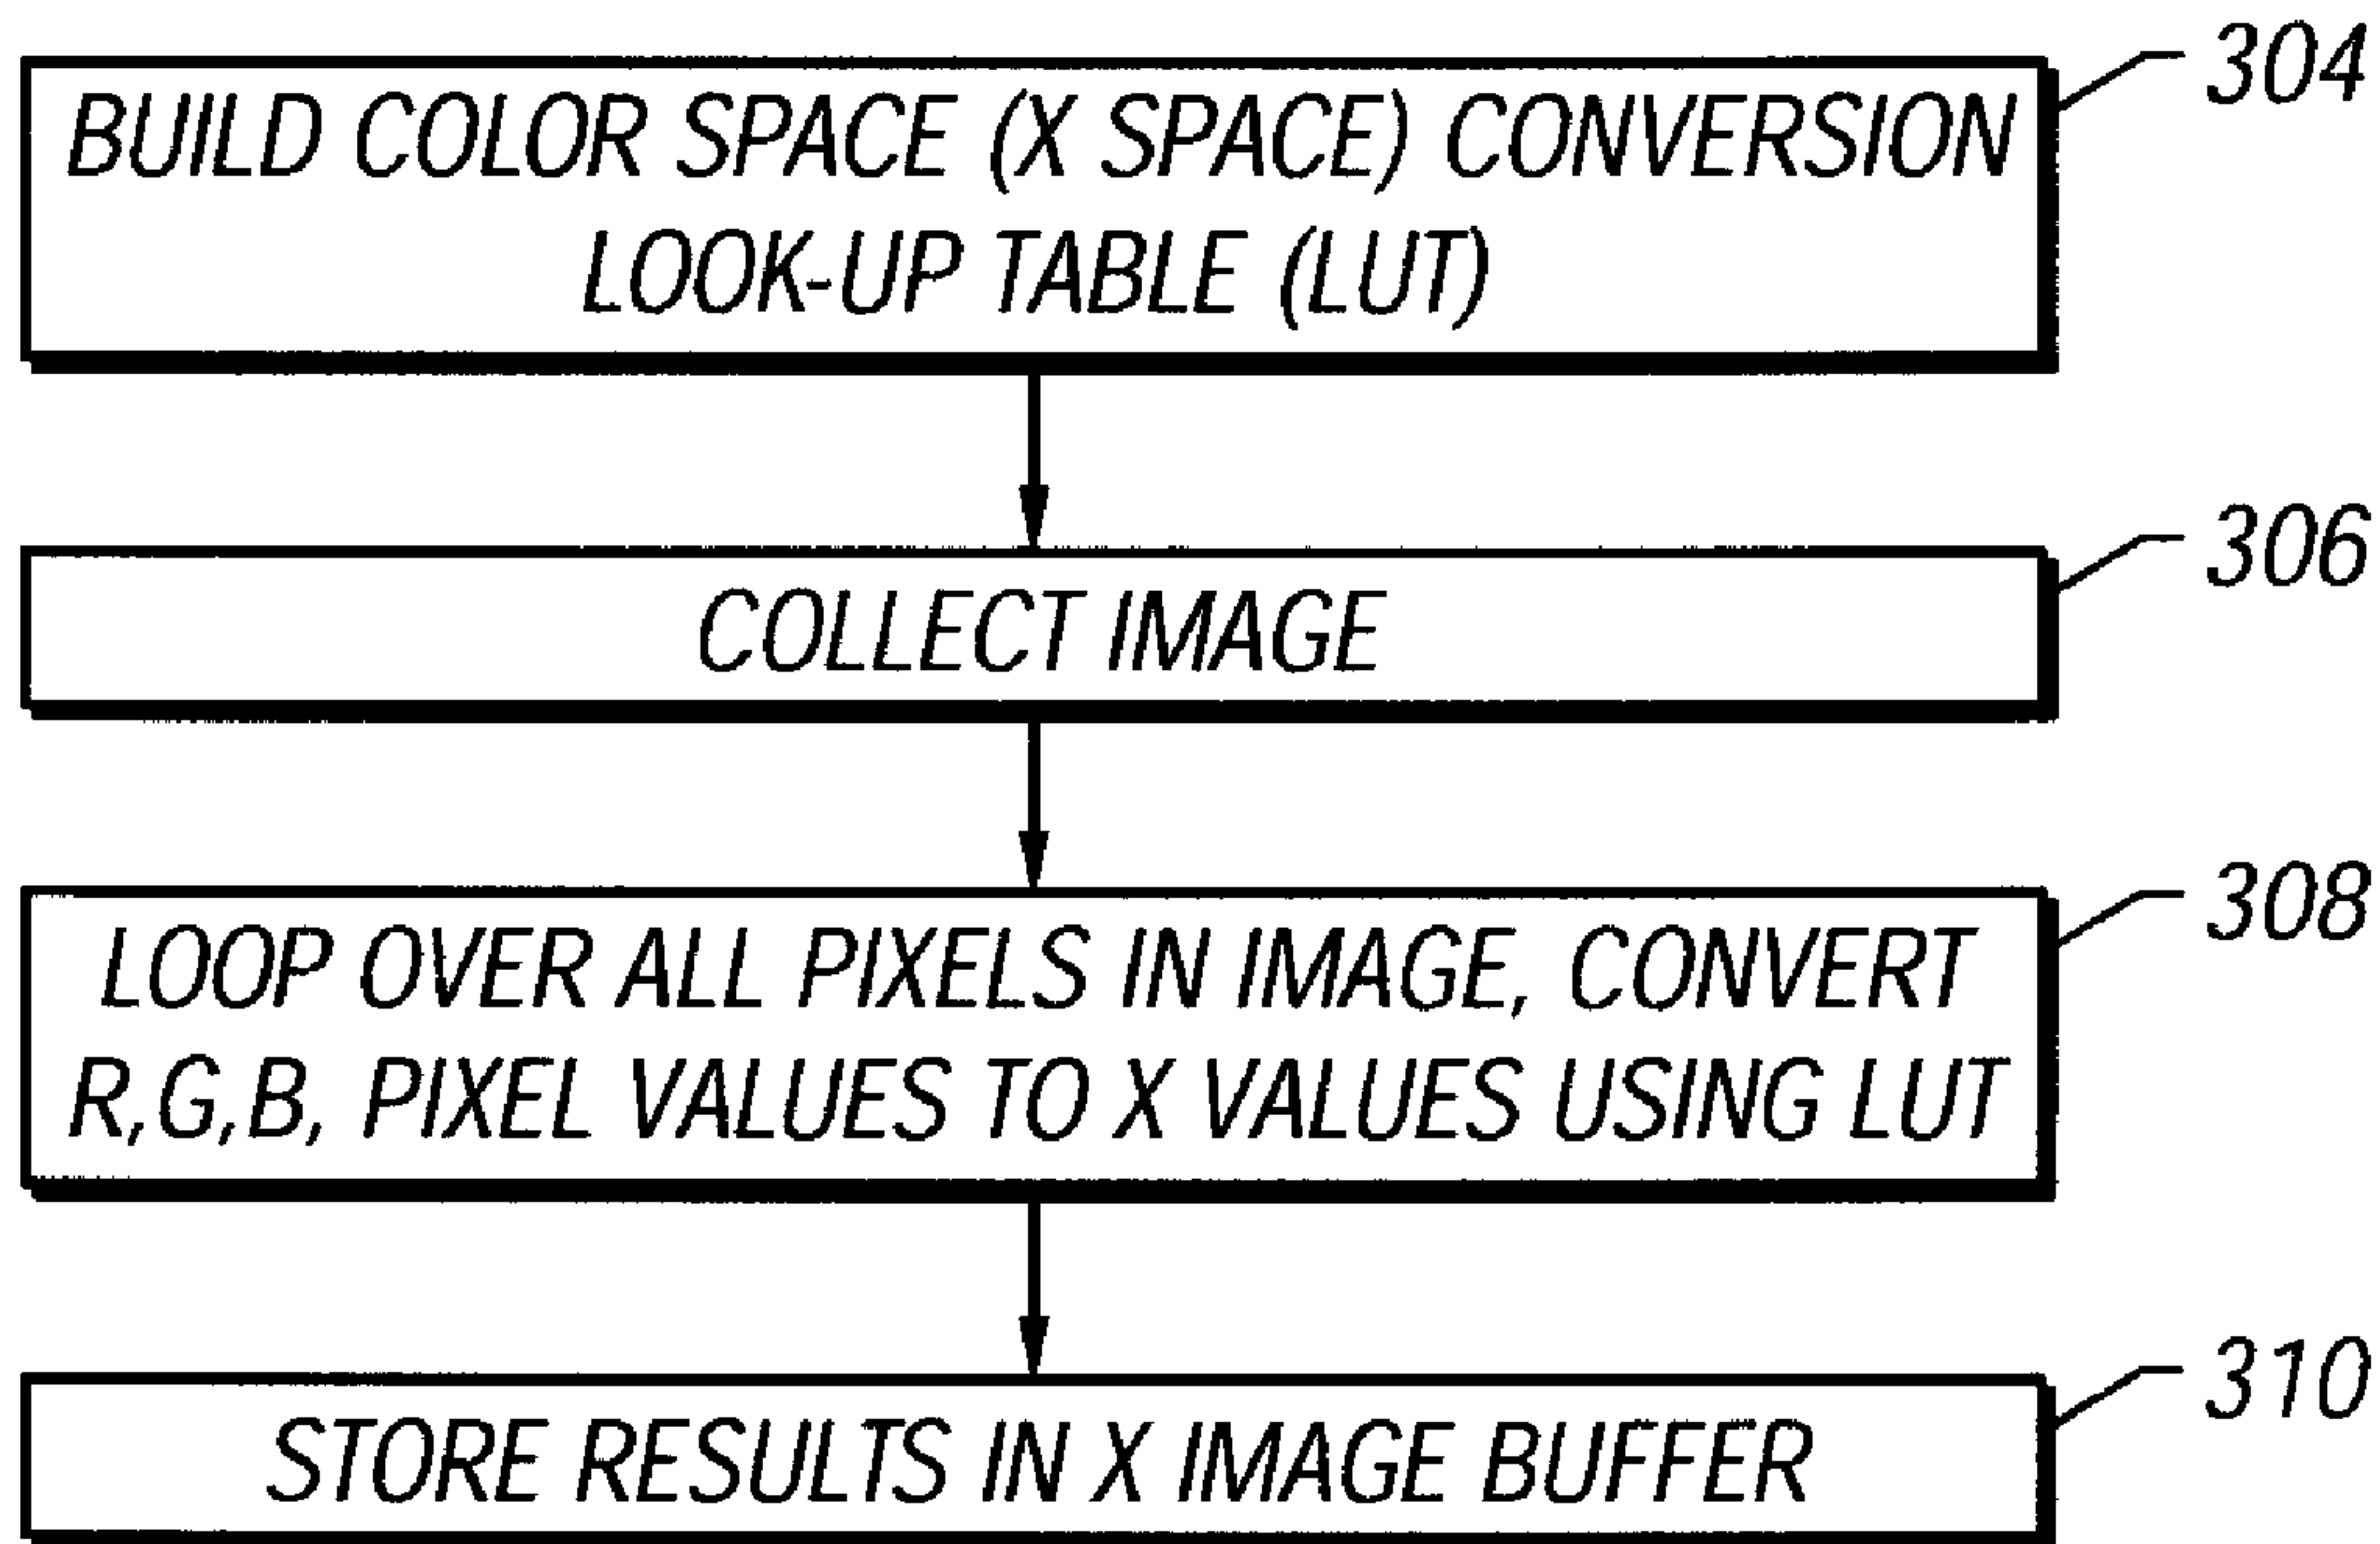 304
BUILD COLOR SPACE (X SPACE) CONVERSION
LOOK-UP TABLE (LUT)
306
COLLECT IMAGE
308
LOOP OVER ALL PIXELS IN IMAGE, CONVERT
R,G,B, PIXEL VALUES TO X VALUES USING LUT
310
STORE RESULTS IN X IMAGE BUFFER